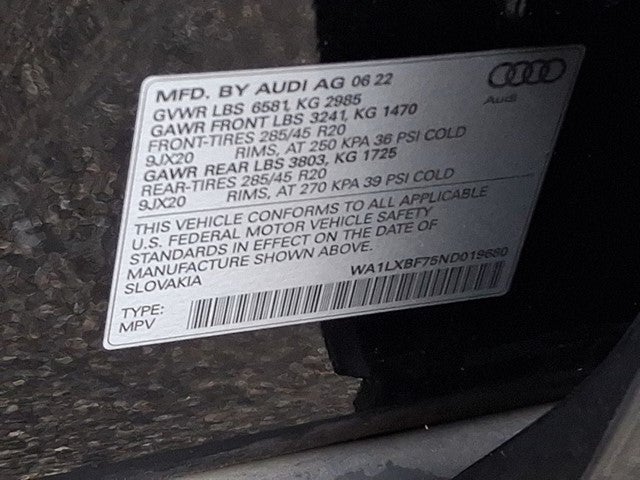 MFD. BY AUDI AG 06 22
GVWR LBS 6581, KG 2985
GAWR FRONT LBS 3241, KG 1470
FRONT-TIRES 285/45 R20
9JX20 RIMS, AT 250 KPA 36 PSI COLD
GAWR REAR LBS 3803, KG 1725
REAR-TIRES 285/45 R20
9JX20 RIMS, AT 270 KPA 39 PSI COLD
Audi
THIS VEHICLE CONFORMS TO ALL APPLICABLE
U.S. FEDERAL MOTOR VEHICLE SAFETY
STANDARDS IN EFFECT ON THE DATE OF
MANUFACTURE SHOWN ABOVE.
SLOVAKIA
WA1LXBF75ND019680
TYPE:
MPV